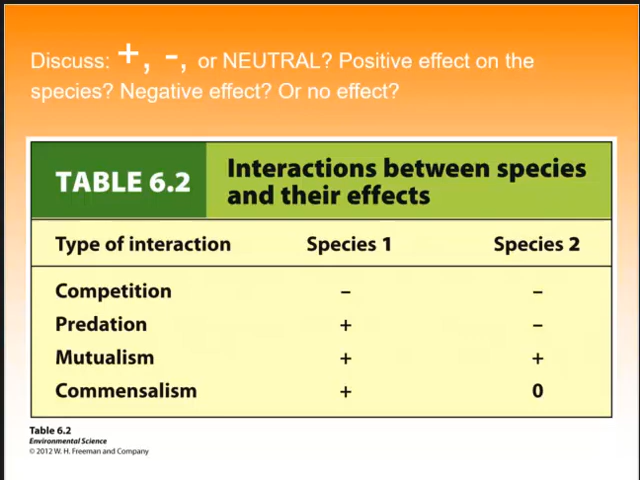 Discuss: +, -, or NEUTRAL? Positive effect on the
species? Negative effect? Or no effect?
TABLE 6.2
Interactions between species
and their effects
Type of interaction Species 1 Species 2
Competition – –
Predation + –
Mutualism + +
Commensalism + 0
Table 6.2
Environmental Science
© 2012 W. H. Freeman and Company